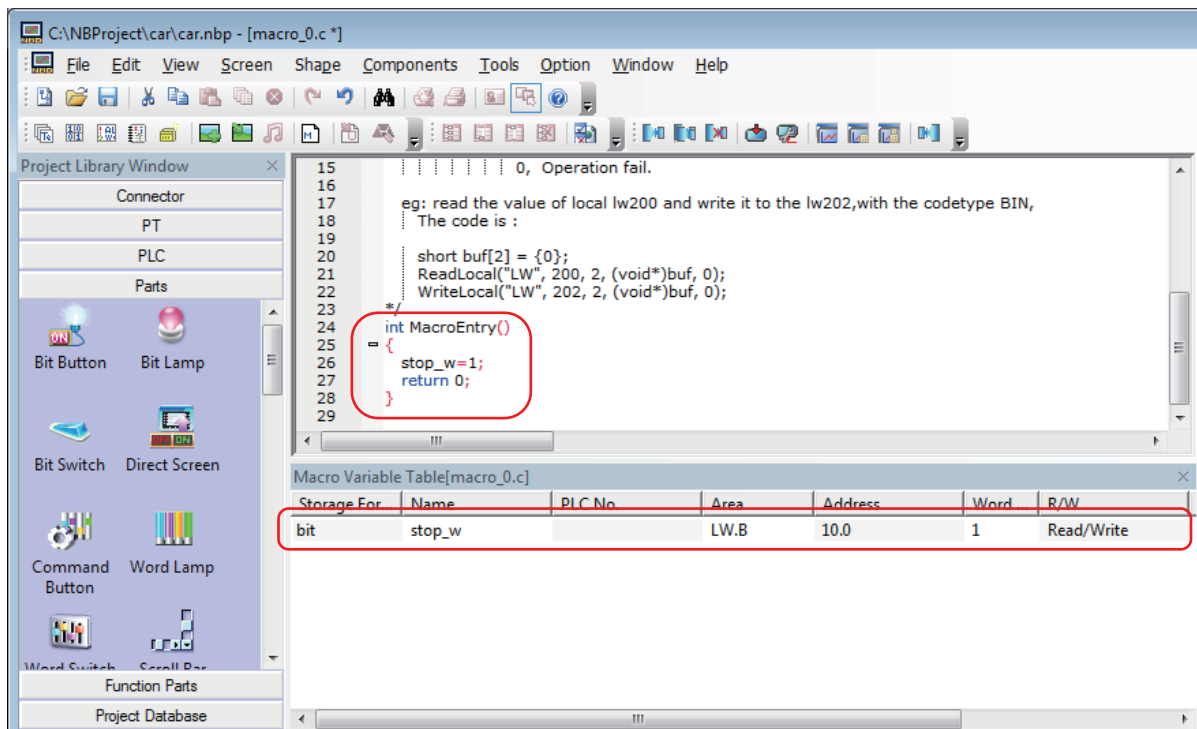 C:\NBProject\car\car.nbp - [macro_0.c *]
File Edit View Screen Shape Components Tools Option Window Help
Project Library Window
Connector
PT
PLC
Parts
Bit Button
Bit Lamp
Bit Switch
Direct Screen
Command Button
Word Lamp
Word Switch
Scroll Bar
Function Parts
Project Database
15 0, Operation fail.
16
17 eg: read the value of local lw200 and write it to the lw202,with the codetype BIN,
18 The code is :
19
20 short buf[2] = {0};
21 ReadLocal("LW", 200, 2, (void*)buf, 0);
22 WriteLocal("LW", 202, 2, (void*)buf, 0);
23 */
24 int MacroEntry()
25 {
26 stop_w=1;
27 return 0;
28 }
29
Macro Variable Table[macro_0.c]
Storage For... Name PLC No. Area Address Word ... R/W
bit stop_w LW.B 10.0 1 Read/Write